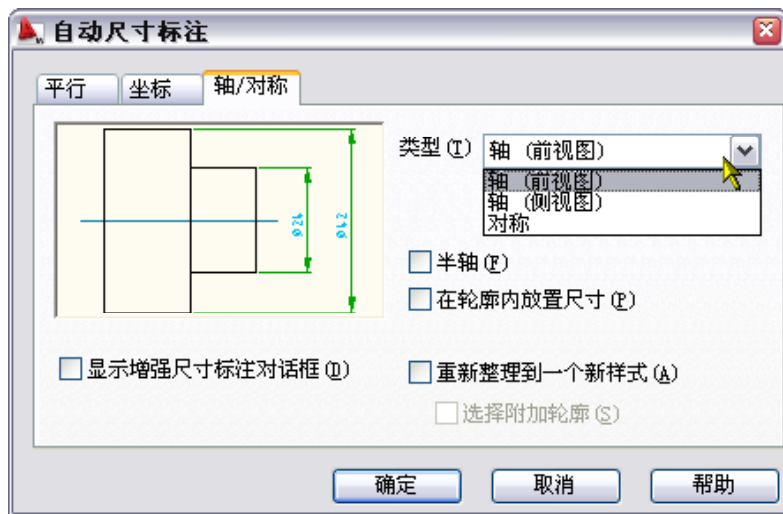 自动尺寸标注
平行 坐标 轴/对称
类型(T) 轴 (前视图)
轴 (前视图)
轴 (侧视图)
对称
ø24 ø42
半轴(F)
在轮廓内放置尺寸(P)
显示增强尺寸标注对话框(D) 重新整理到一个新样式(A)
选择附加轮廓(S)
确定 取消 帮助